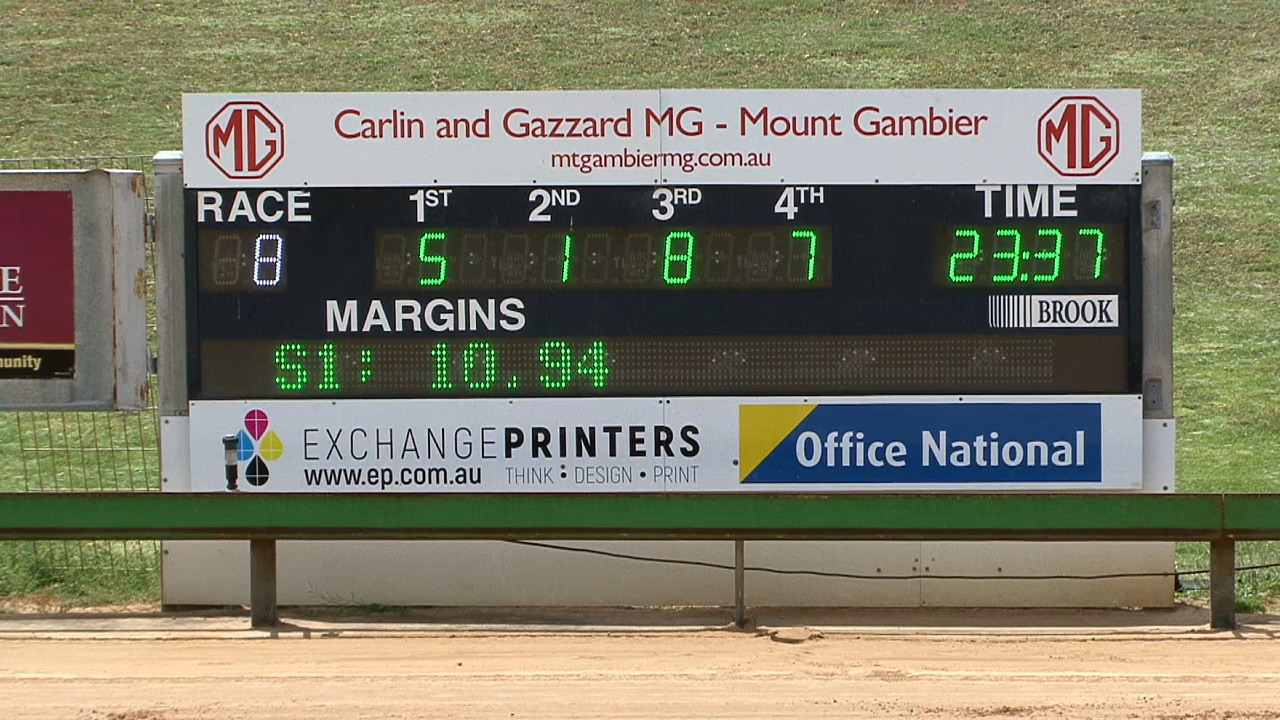 MG Carlin and Gazzard MG - Mount Gambier MG
mtgambiermg.com.au
RACE 1ST 2ND 3RD 4TH TIME
8 5 1 8 7 23:37
MARGINS
BROOK
S1: 10.94
E
N
unity
EXCHANGEPRINTERS
www.ep.com.au THINK : DESIGN • PRINT
Office National